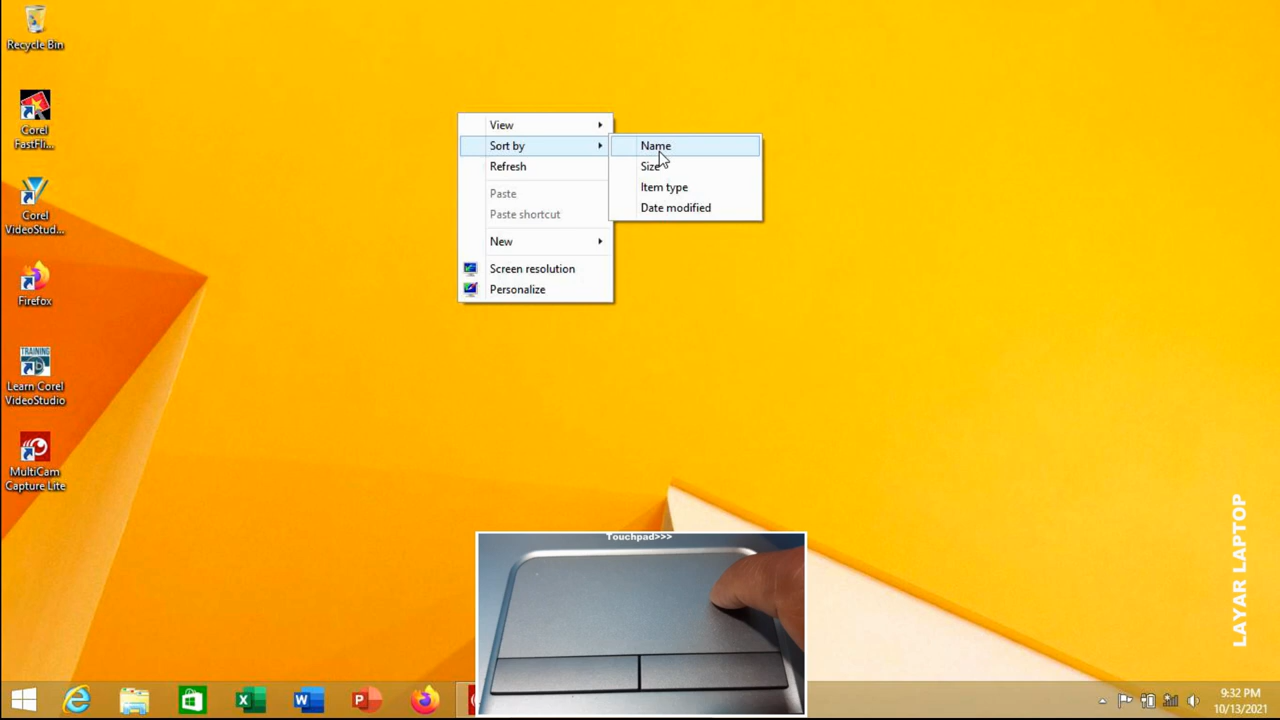 Recycle Bin
Corel
FastFli...
Corel
VideoStud...
Firefox
TRAINING
Learn Corel
VideoStudio
MultiCam
Capture Lite
View
Sort by
Refresh
Paste
Paste shortcut
New
Screen resolution
Personalize
Name
Size
Item type
Date modified
Touchpad>>>
LAYAR LAPTOP
9:32 PM
10/13/2021